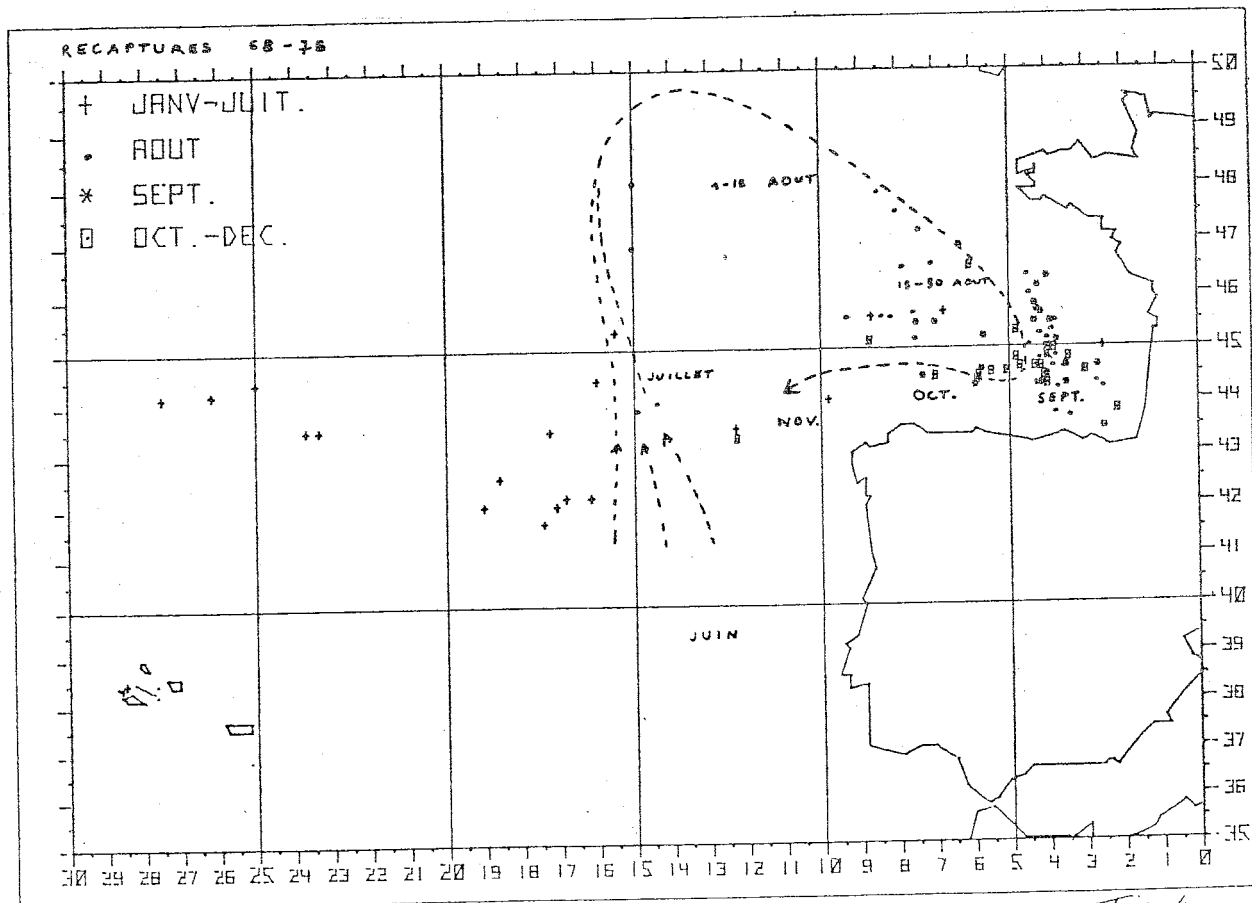 RECAPTURES 68-78
+ JANV-JUIT.
. AOUT
* SEPT.
OCT.-DEC.
1-15 AOUT
15-30 AOUT
JUILLET
OCT.
SEPT.
NOV.
JUIN
50
49
48
47
46
45
44
43
42
41
40
39
38
37
36
35
30 29 28 27 26 25 24 23 22 21 20 19 18 17 16 15 14 13 12 11 10 9 8 7 6 5 4 3 2 1 0